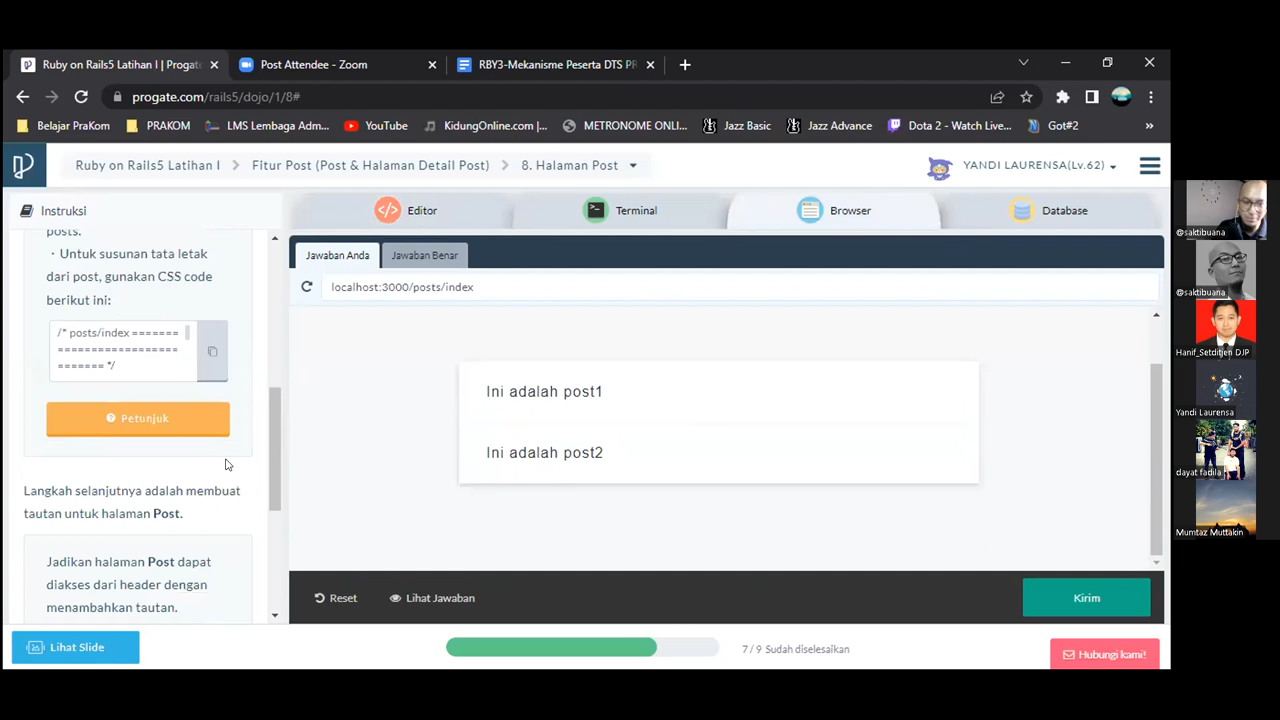 Ruby on Rails5 Latihan I | Progate
Post Attendee - Zoom
RBY3-Mekanisme Peserta DTS PR
progate.com/rails5/dojo/1/8#
Belajar PraKom
PRAKOM
LMS Lembaga Adm...
YouTube
KidungOnline.com |...
METRONOME ONLI...
Jazz Basic
Jazz Advance
Dota 2 - Watch Live...
Got#2
»
Ruby on Rails5 Latihan I
Fitur Post (Post & Halaman Detail Post)
8. Halaman Post
YANDI LAURENSA(Lv.62)
Instruksi
Editor
Terminal
Browser
Database
posts.
・Untuk susunan tata letak
dari post, gunakan CSS code
berikut ini:
/* posts/index =======
==================
======= */
Petunjuk
Langkah selanjutnya adalah membuat
tautan untuk halaman Post.
Jadikan halaman Post dapat
diakses dari header dengan
menambahkan tautan.
Jawaban Anda
Jawaban Benar
localhost:3000/posts/index
Ini adalah post1
Ini adalah post2
Reset
Lihat Jawaban
Kirim
Lihat Slide
7 / 9 Sudah diselesaikan
Hubungi kami!
@saktibuana
@saktibuana
Hanif_Setditjen DJP
Yandi Laurensa
dayat fadila
Mumtaz Muttakin